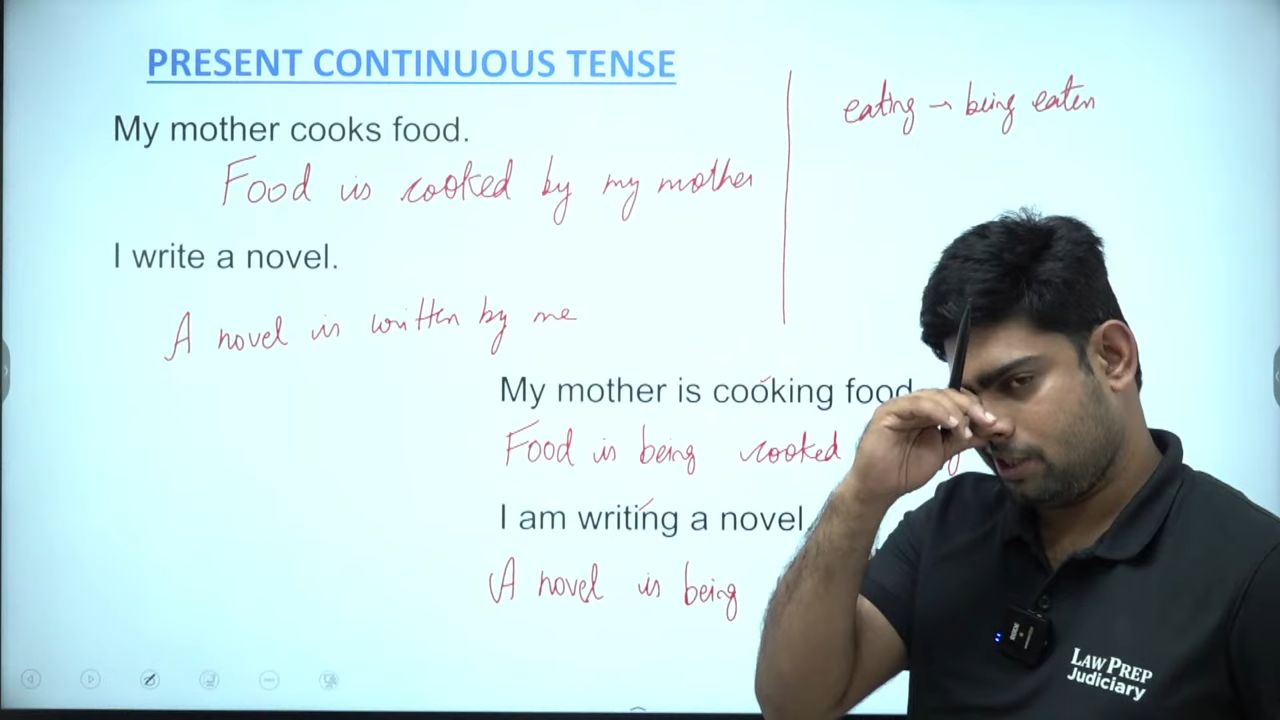 PRESENT CONTINUOUS TENSE
My mother cooks food.
Food is cooked by my mother
I write a novel.
A novel is written by me
eating → being eaten
My mother is cooking food
Food is being cooked
I am writing a novel.
A novel is being
LAW PREP
Judiciary